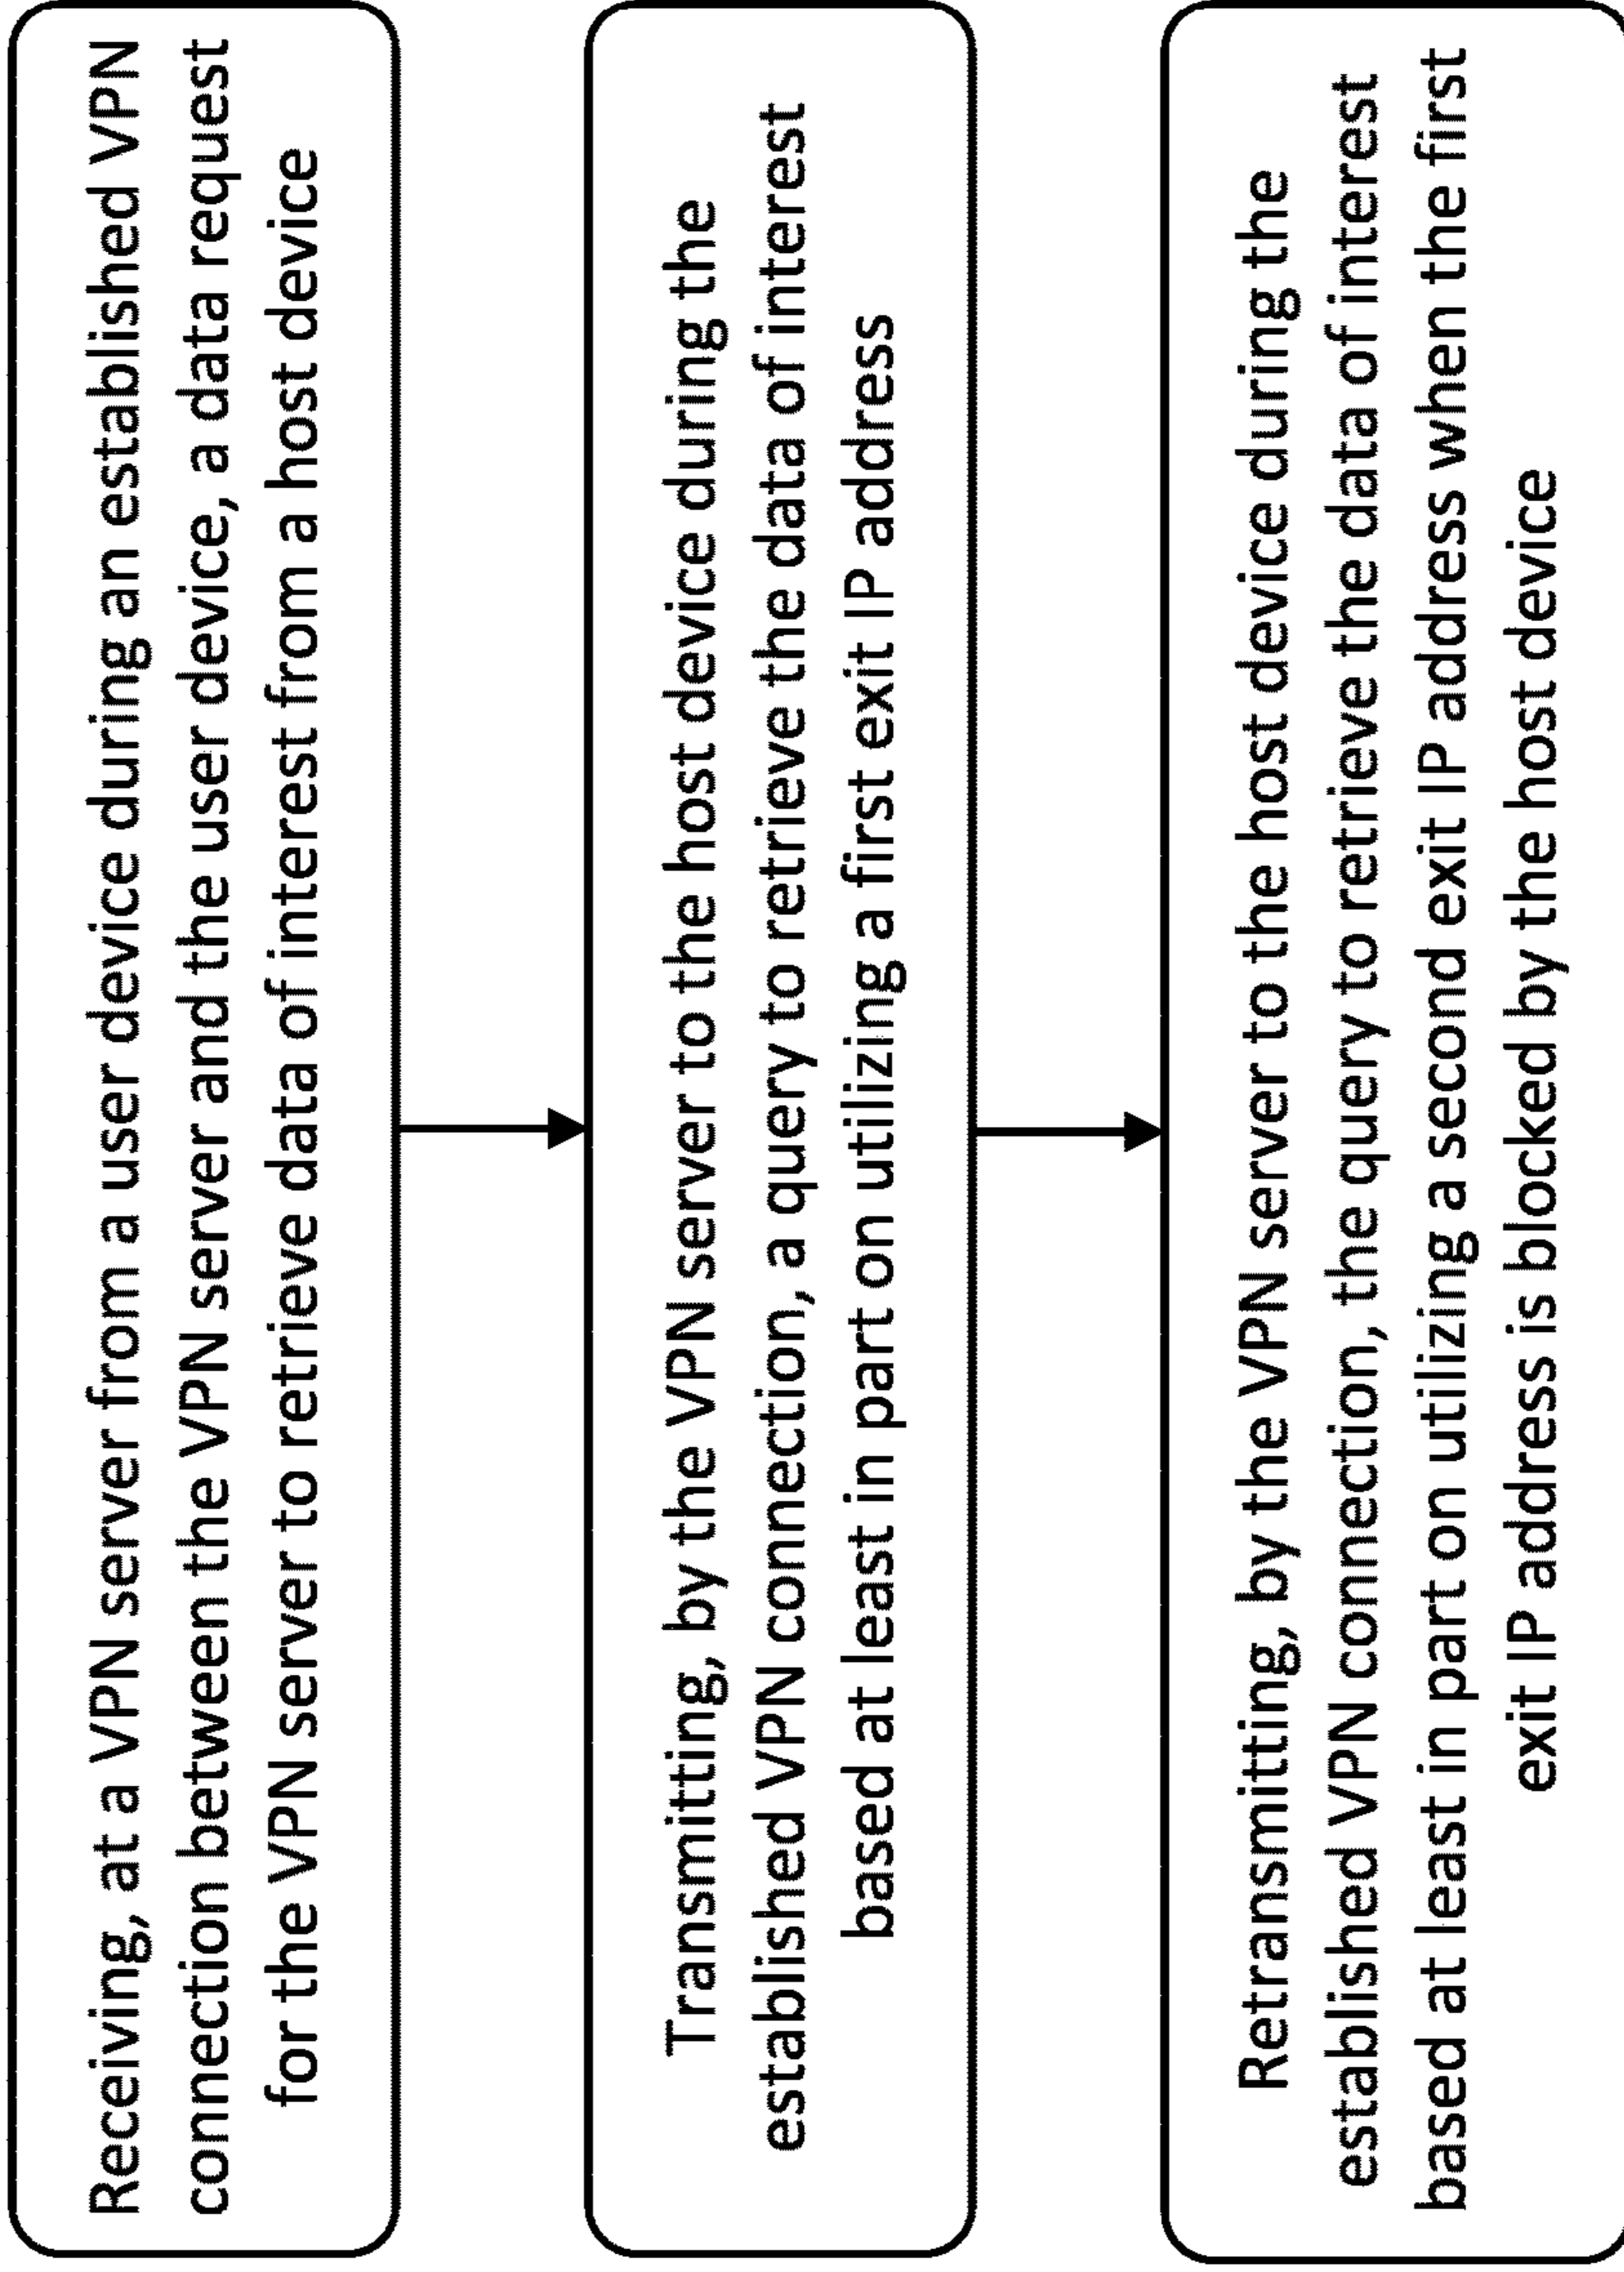 Receiving, at a VPN server from a user device during an established VPN
connection between the VPN server and the user device, a data request
for the VPN server to retrieve data of interest from a host device
Transmitting, by the VPN server to the host device during the
established VPN connection, a query to retrieve the data of interest
based at least in part on utilizing a first exit IP address
Retransmitting, by the VPN server to the host device during the
established VPN connection, the query to retrieve the data of interest
based at least in part on utilizing a second exit IP address when the first
exit IP address is blocked by the host device